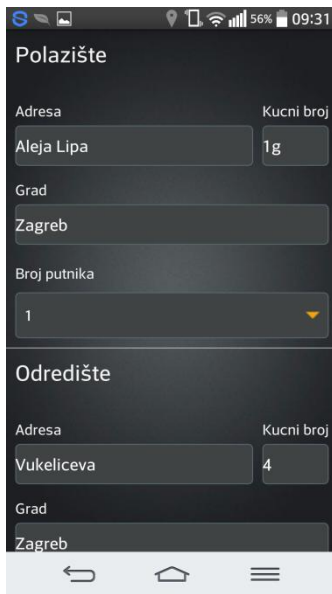 56% 09:31
Polazište
Adresa Kucni broj
Aleja Lipa 1g
Grad
Zagreb
Broj putnika
1
Odredište
Adresa Kucni broj
Vukeliceva 4
Grad
Zagreb